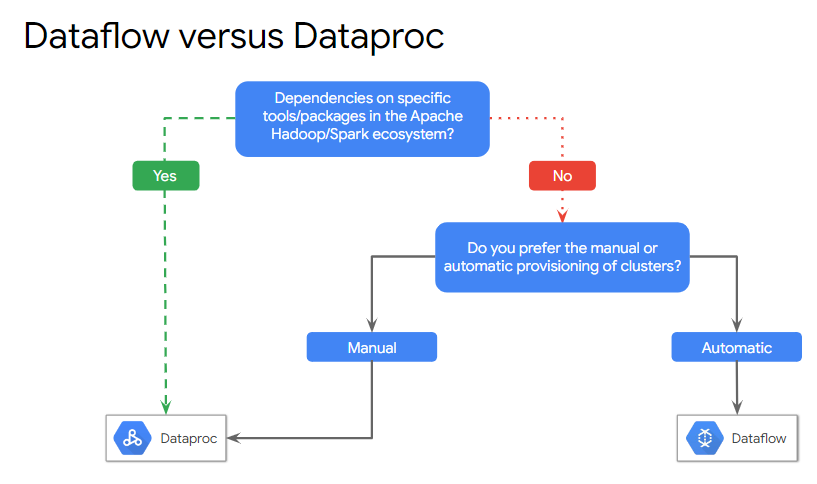 Dataflow versus Dataproc
Dependencies on specific
tools/packages in the Apache
Hadoop/Spark ecosystem?
Yes
No
Do you prefer the manual or
automatic provisioning of clusters?
Manual
Automatic
Dataproc
Dataflow